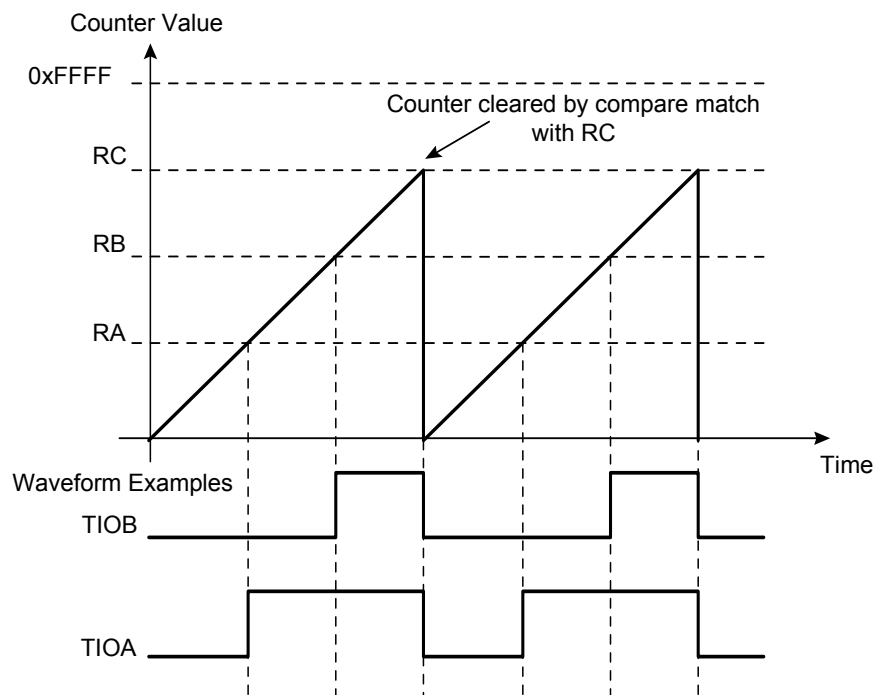 Counter Value
0xFFFF
Counter cleared by compare match
with RC
RC
RB
RA
Time
Waveform Examples
TIOB
TIOA